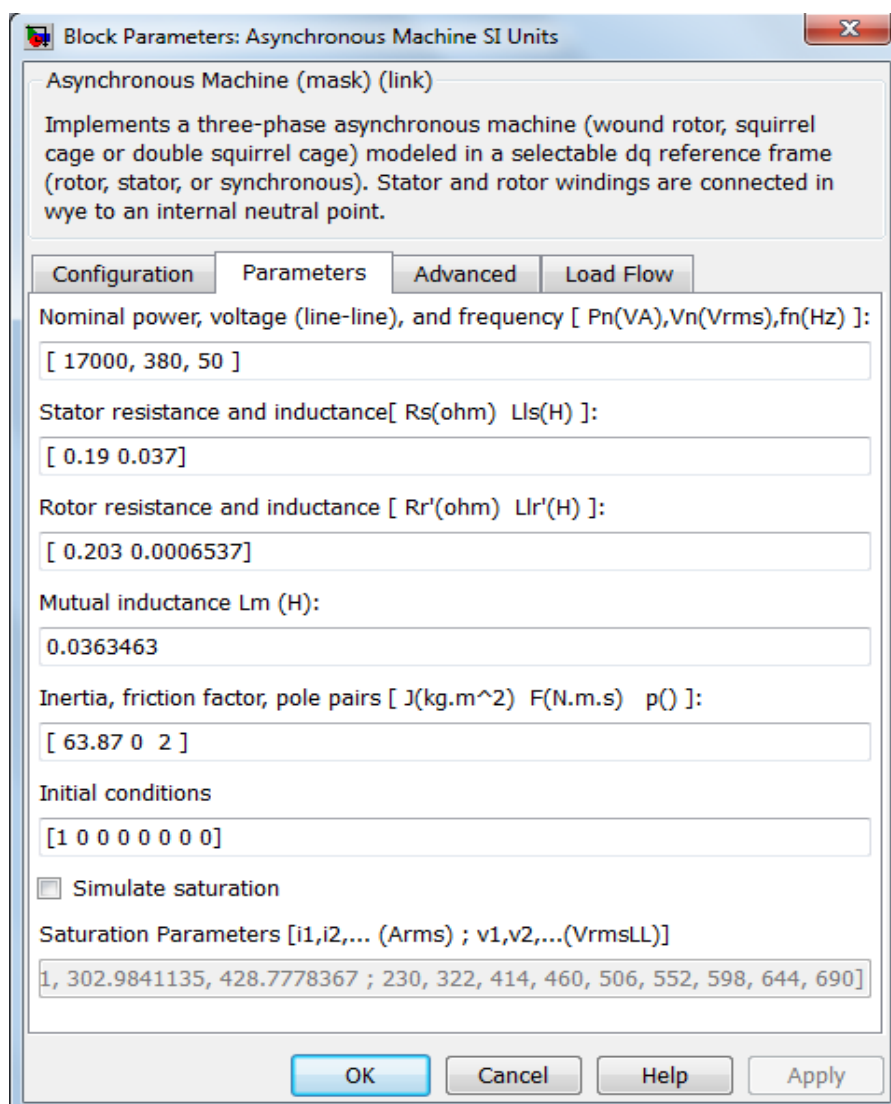 Block Parameters: Asynchronous Machine SI Units
X
Asynchronous Machine (mask) (link)
Implements a three-phase asynchronous machine (wound rotor, squirrel
cage or double squirrel cage) modeled in a selectable dq reference frame
(rotor, stator, or synchronous). Stator and rotor windings are connected in
wye to an internal neutral point.
Configuration Parameters Advanced Load Flow
Nominal power, voltage (line-line), and frequency [ Pn(VA),Vn(Vrms),fn(Hz) ]:
[ 17000, 380, 50 ]
Stator resistance and inductance[ Rs(ohm) Lls(H) ]:
[ 0.19 0.037]
Rotor resistance and inductance [ Rr'(ohm) Llr'(H) ]:
[ 0.203 0.0006537]
Mutual inductance Lm (H):
0.0363463
Inertia, friction factor, pole pairs [ J(kg.m^2) F(N.m.s) p() ]:
[ 63.87 0 2 ]
Initial conditions
[1 0 0 0 0 0 0 0]
Simulate saturation
Saturation Parameters [i1,i2,... (Arms) ; v1,v2,...(VrmsLL)]
1, 302.9841135, 428.7778367 ; 230, 322, 414, 460, 506, 552, 598, 644, 690]
OK Cancel Help Apply